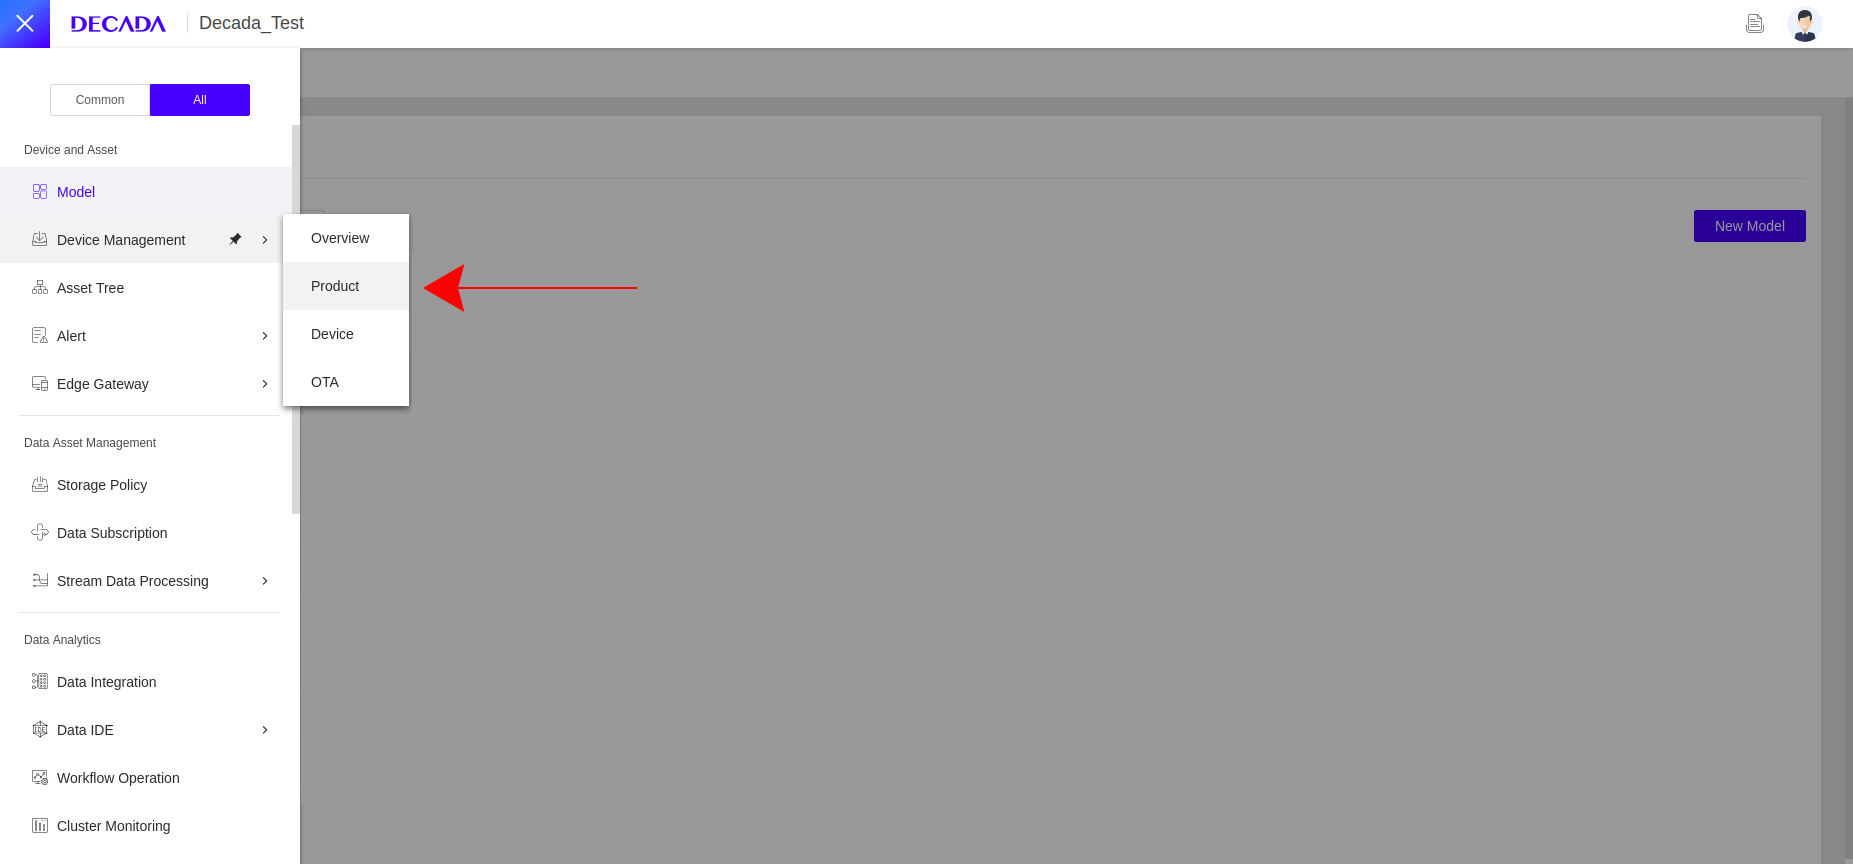 DECADA
Decada_Test
Common
All
Device and Asset
Model
Device Management
Asset Tree
Alert
Edge Gateway
Overview
Product
Device
OTA
New Model
Data Asset Management
Storage Policy
Data Subscription
Stream Data Processing
Data Analytics
Data Integration
IDE
Data IDE
Workflow Operation
Cluster Monitoring